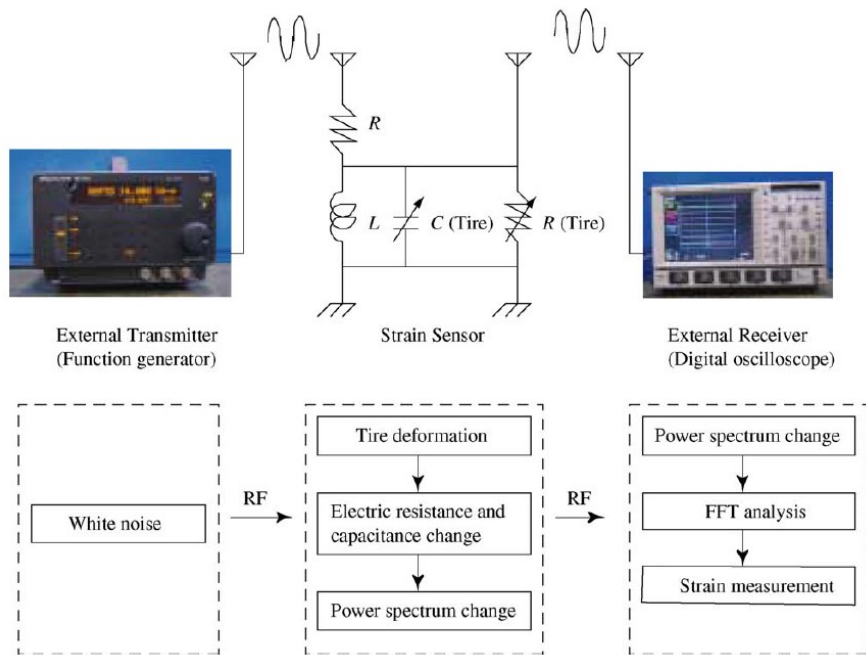 R
L
C (Tire)
R (Tire)
External Transmitter
(Function generator)
Strain Sensor
External Receiver
(Digital oscilloscope)
White noise
RF
Tire deformation
Electric resistance and
capacitance change
Power spectrum change
RF
Power spectrum change
FFT analysis
Strain measurement